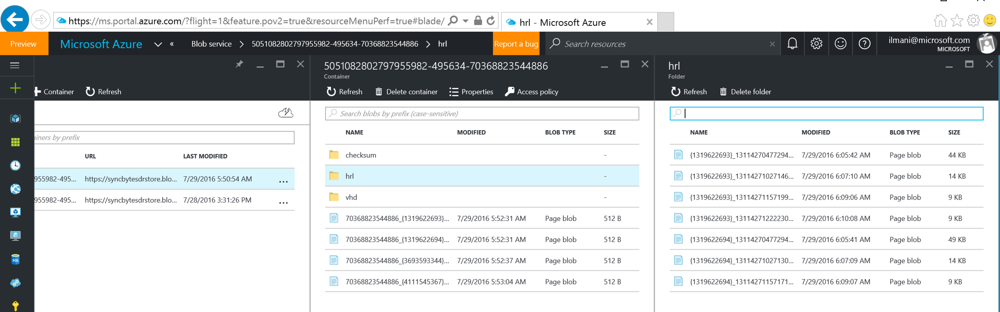 https://ms.portal.azure.com/?flight=1&feature.pov2=true&resourceMenuPerf=true#blade/
hrl - Microsoft Azure
Preview
Microsoft Azure
«
Blob service > 5051082802797955982-495634-70368823544886 > hrl
Report a bug
Search resources
ilmani@microsoft.com
MICROSOFT
Container
Refresh
ainers by prefix
URL LAST MODIFIED
955982-495... https://syncbytesdrstore.blo... 7/29/2016 5:50:54 AM ...
955982-495... https://syncbytesdrstore.blo... 7/28/2016 3:31:26 PM ...
SQL
5051082802797955982-495634-70368823544886
Container
Refresh Delete container Properties Access policy
Search blobs by prefix (case-sensitive)
NAME MODIFIED BLOB TYPE SIZE
checksum -
hrl -
vhd -
70368823544886_{1319622693}... 7/29/2016 5:52:31 AM Page blob 512 B
70368823544886_{1319622694}... 7/29/2016 5:52:31 AM Page blob 512 B
70368823544886_{3693593344}... 7/29/2016 5:52:37 AM Page blob 512 B
70368823544886_{4111545367}... 7/29/2016 5:53:04 AM Page blob 512 B
hrl
Folder
Refresh Delete folder
NAME MODIFIED BLOB TYPE SIZE
{1319622693}_13114270477294... 7/29/2016 6:05:42 AM Page blob 44 KB
{1319622693}_13114271027146... 7/29/2016 6:07:10 AM Page blob 14 KB
{1319622693}_13114271157199... 7/29/2016 6:09:06 AM Page blob 9 KB
{1319622693}_13114271222230... 7/29/2016 6:10:08 AM Page blob 9 KB
{1319622694}_13114270477294... 7/29/2016 6:05:41 AM Page blob 49 KB
{1319622694}_13114271027130... 7/29/2016 6:07:09 AM Page blob 14 KB
{1319622694}_13114271157171... 7/29/2016 6:09:07 AM Page blob 9 KB